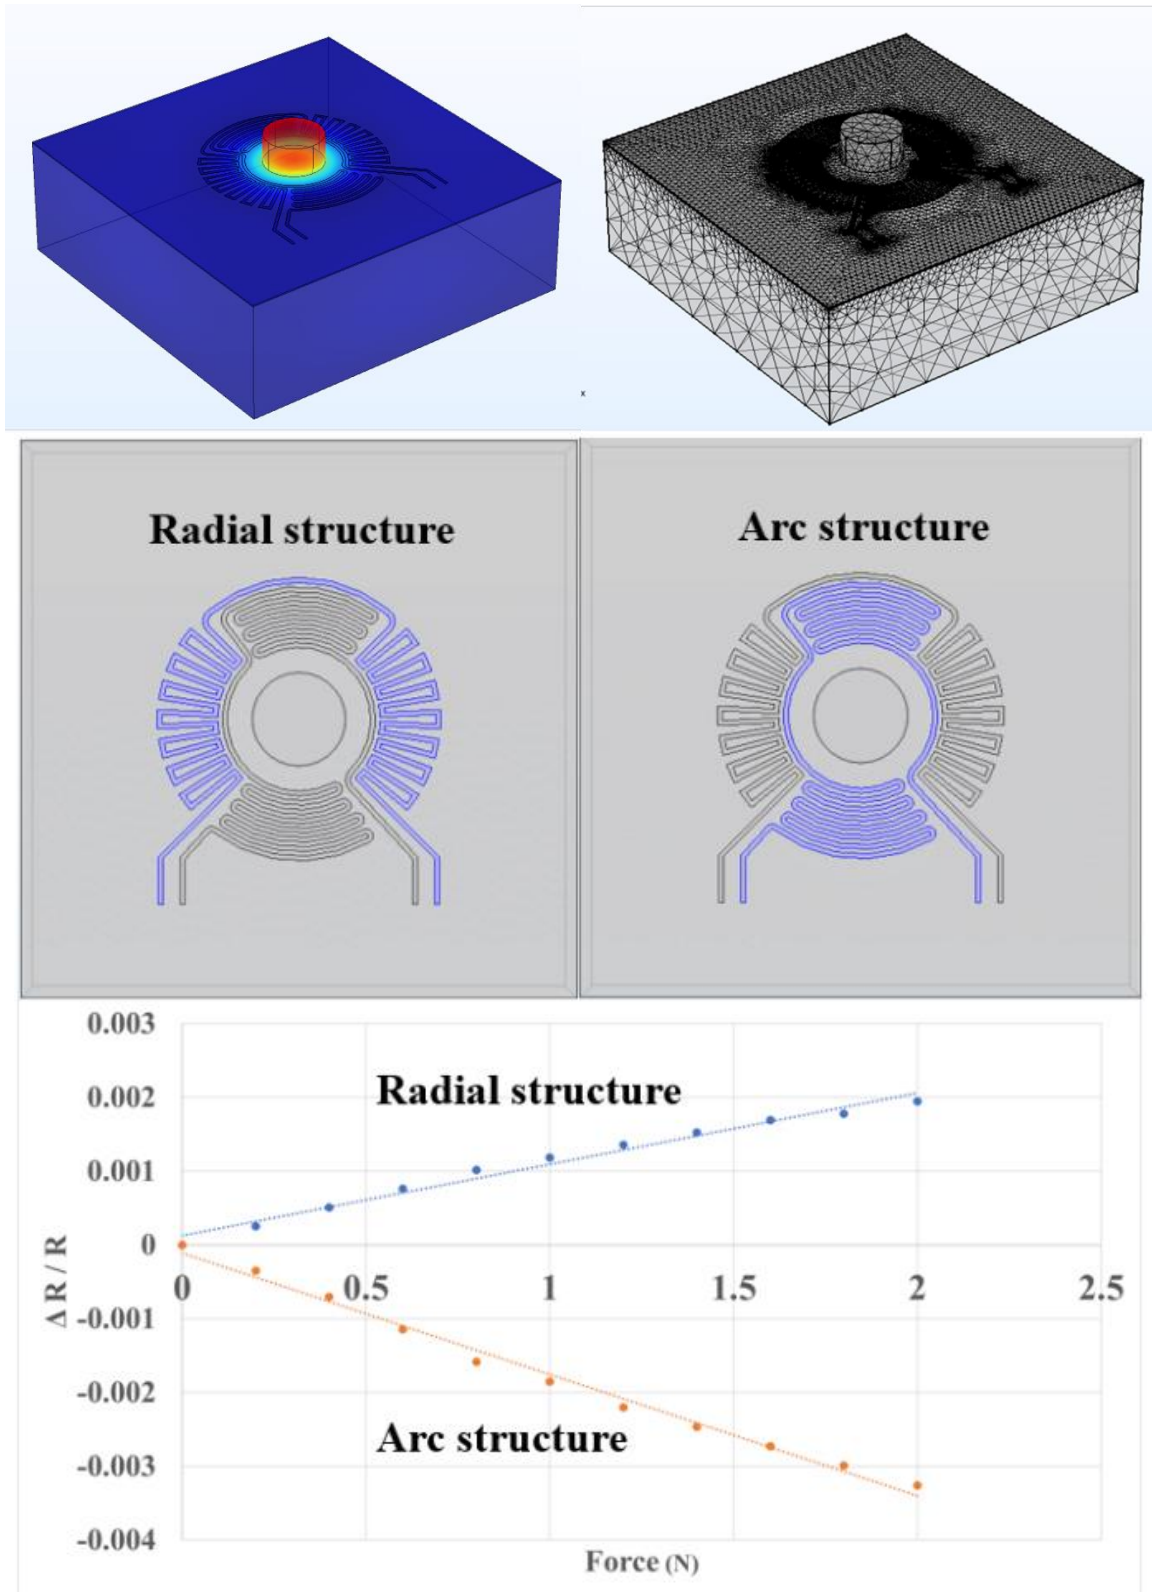 x
Radial structure
Arc structure
0.003
0.002
Radial structure
0.001
0
0 0.5 1 1.5 2 2.5
Δ R / R
-0.001
-0.002
Arc structure
-0.003
-0.004
Force (N)